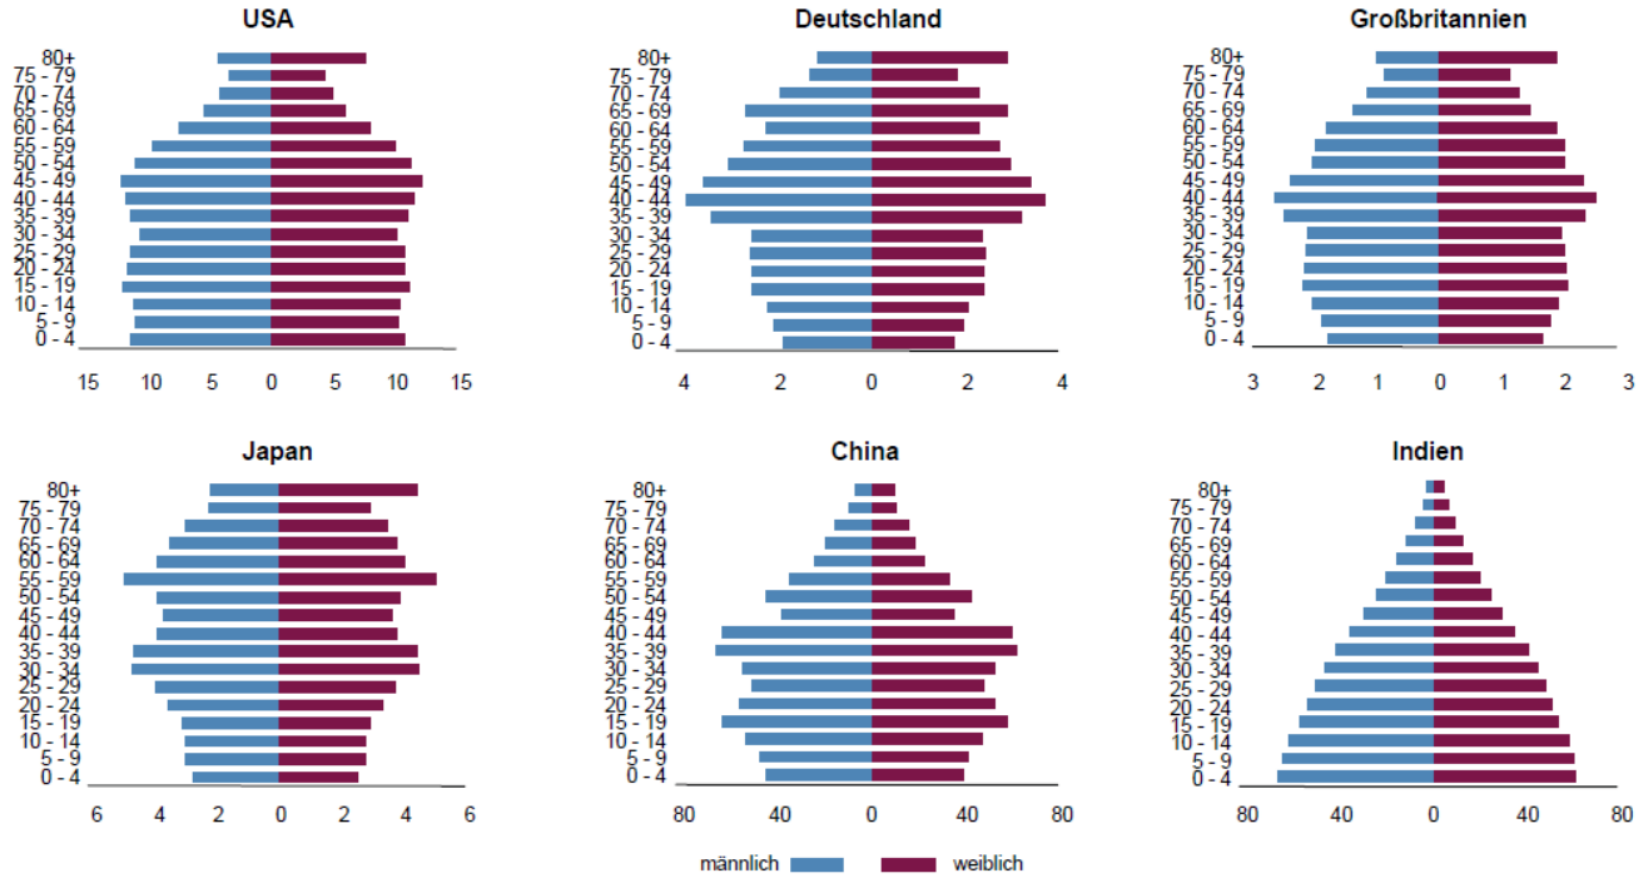 USA
80+
75 - 79
70 - 74
65 - 69
60 - 64
55 - 59
50 - 54
45 - 49
40 - 44
35 - 39
30 - 34
25 - 29
20 - 24
15 - 19
10 - 14
5 - 9
0 - 4
15 10 5 0 5 10 15
Deutschland
80+
75 - 79
70 - 74
65 - 69
60 - 64
55 - 59
50 - 54
45 - 49
40 - 44
35 - 39
30 - 34
25 - 29
20 - 24
15 - 19
10 - 14
5 - 9
0 - 4
4 2 0 2 4
Großbritannien
80+
75 - 79
70 - 74
65 - 69
60 - 64
55 - 59
50 - 54
45 - 49
40 - 44
35 - 39
30 - 34
25 - 29
20 - 24
15 - 19
10 - 14
5 - 9
0 - 4
3 2 1 0 1 2 3
Japan
80+
75 - 79
70 - 74
65 - 69
60 - 64
55 - 59
50 - 54
45 - 49
40 - 44
35 - 39
30 - 34
25 - 29
20 - 24
15 - 19
10 - 14
5 - 9
0 - 4
6 4 2 0 2 4 6
China
80+
75 - 79
70 - 74
65 - 69
60 - 64
55 - 59
50 - 54
45 - 49
40 - 44
35 - 39
30 - 34
25 - 29
20 - 24
15 - 19
10 - 14
5 - 9
0 - 4
80 40 0 40 80
Indien
80+
75 - 79
70 - 74
65 - 69
60 - 64
55 - 59
50 - 54
45 - 49
40 - 44
35 - 39
30 - 34
25 - 29
20 - 24
15 - 19
10 - 14
5 - 9
0 - 4
80 40 0 40 80
männlich weiblich